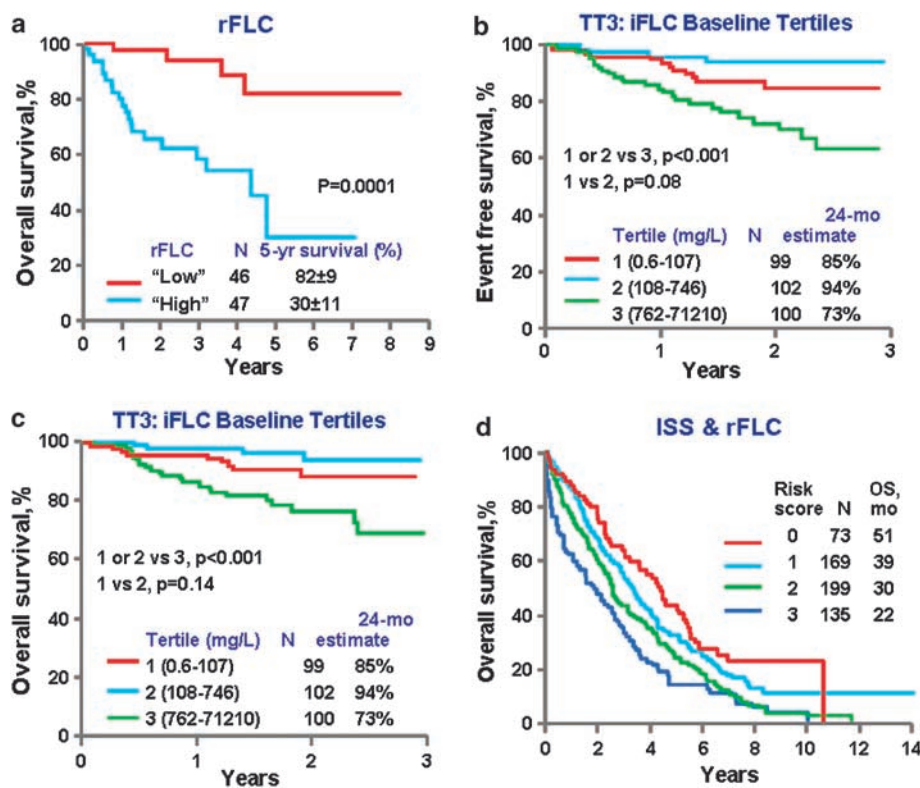 a
rFLC
Overall survival,%
100
80
60
40
20
0
P=0.0001
rFLC N 5-yr survival (%)
"Low" 46 82±9
"High" 47 30±11
0 1 2 3 4 5 6 7 8 9
Years
b
TT3: iFLC Baseline Tertiles
Event free survival, %
100
80
60
40
20
0
1 or 2 vs 3, p<0.001
1 vs 2, p=0.08
24-mo
Tertile (mg/L) N estimate
1 (0.6-107) 99 85%
2 (108-746) 102 94%
3 (762-71210) 100 73%
0 1 2 3
Years
c
TT3: iFLC Baseline Tertiles
Overall survival,%
100
80
60
40
20
0
1 or 2 vs 3, p<0.001
1 vs 2, p=0.14
24-mo
Tertile (mg/L) N estimate
1 (0.6-107) 99 85%
2 (108-746) 102 94%
3 (762-71210) 100 73%
0 1 2 3
Years
d
ISS & rFLC
Overall survival,%
100
80
60
40
20
0
Risk OS,
score N mo
0 73 51
1 169 39
2 199 30
3 135 22
0 2 4 6 8 10 12 14
Years